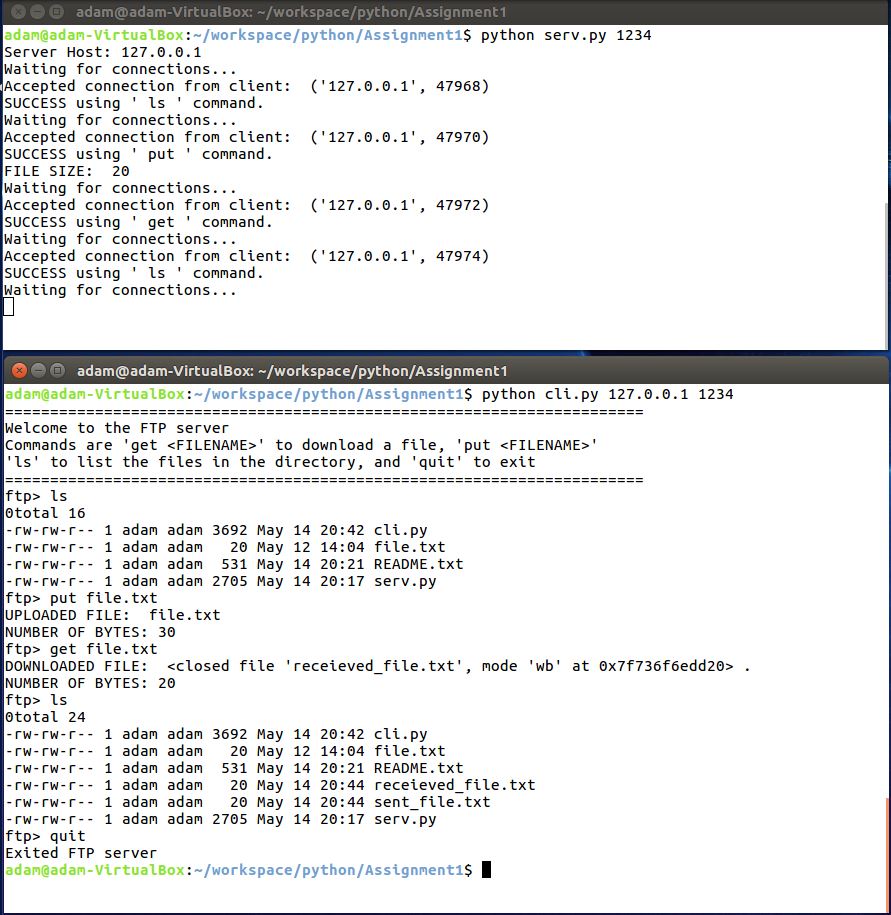 adam@adam-VirtualBox: ~/workspace/python/Assignment1
adam@adam-VirtualBox:~/workspace/python/Assignment1$ python serv.py 1234
Server Host: 127.0.0.1
Waiting for connections...
Accepted connection from client:  ('127.0.0.1', 47968)
SUCCESS using ' ls ' command.
Waiting for connections...
Accepted connection from client:  ('127.0.0.1', 47970)
SUCCESS using ' put ' command.
FILE SIZE:  20
Waiting for connections...
Accepted connection from client:  ('127.0.0.1', 47972)
SUCCESS using ' get ' command.
Waiting for connections...
Accepted connection from client:  ('127.0.0.1', 47974)
SUCCESS using ' ls ' command.
Waiting for connections...
adam@adam-VirtualBox: ~/workspace/python/Assignment1
adam@adam-VirtualBox:~/workspace/python/Assignment1$ python cli.py 127.0.0.1 1234
=======================================================================
Welcome to the FTP server
Commands are 'get <FILENAME>' to download a file, 'put <FILENAME>'
'ls' to list the files in the directory, and 'quit' to exit
=======================================================================
ftp> ls
0total 16
-rw-rw-r-- 1 adam adam 3692 May 14 20:42 cli.py
-rw-rw-r-- 1 adam adam   20 May 12 14:04 file.txt
-rw-rw-r-- 1 adam adam  531 May 14 20:21 README.txt
-rw-rw-r-- 1 adam adam 2705 May 14 20:17 serv.py
ftp> put file.txt
UPLOADED FILE:  file.txt
NUMBER OF BYTES: 30
ftp> get file.txt
DOWNLOADED FILE:  <closed file 'receieved_file.txt', mode 'wb' at 0x7f736f6edd20> .
NUMBER OF BYTES: 20
ftp> ls
0total 24
-rw-rw-r-- 1 adam adam 3692 May 14 20:42 cli.py
-rw-rw-r-- 1 adam adam   20 May 12 14:04 file.txt
-rw-rw-r-- 1 adam adam  531 May 14 20:21 README.txt
-rw-rw-r-- 1 adam adam   20 May 14 20:44 receieved_file.txt
-rw-rw-r-- 1 adam adam   20 May 14 20:44 sent_file.txt
-rw-rw-r-- 1 adam adam 2705 May 14 20:17 serv.py
ftp> quit
Exited FTP server
adam@adam-VirtualBox:~/workspace/python/Assignment1$